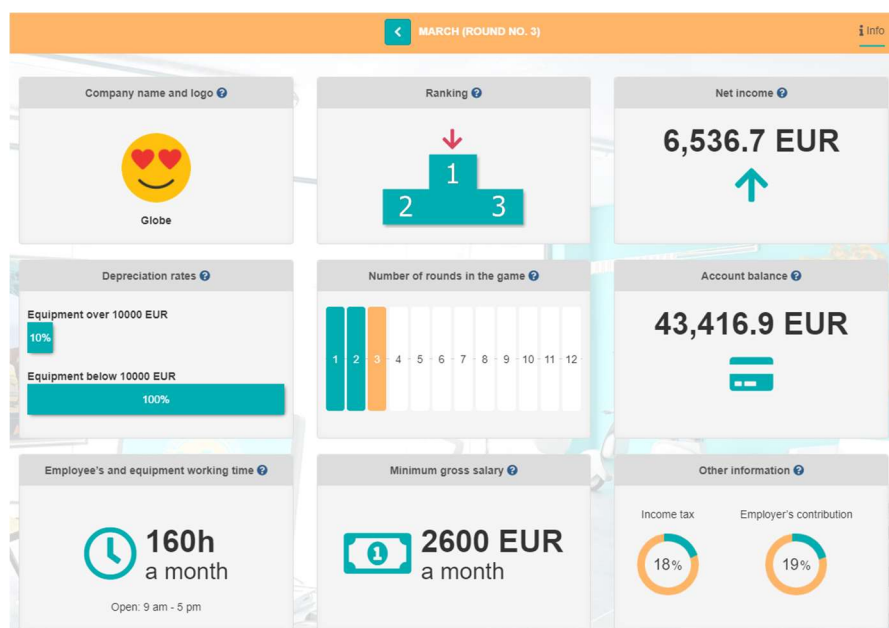 MARCH (ROUND NO. 3)
Info
Company name and logo
Globe
Ranking
1
2 3
Net income
6,536.7 EUR
Depreciation rates
Equipment over 10000 EUR
10%
Equipment below 10000 EUR
100%
Number of rounds in the game
1 2 3 4 5 6 7 8 9 10 11 12
Account balance
43,416.9 EUR
Employee's and equipment working time
160h
a month
Open: 9 am - 5 pm
Minimum gross salary
1
2600 EUR
a month
Other information
Income tax Employer's contribution
18% 19%